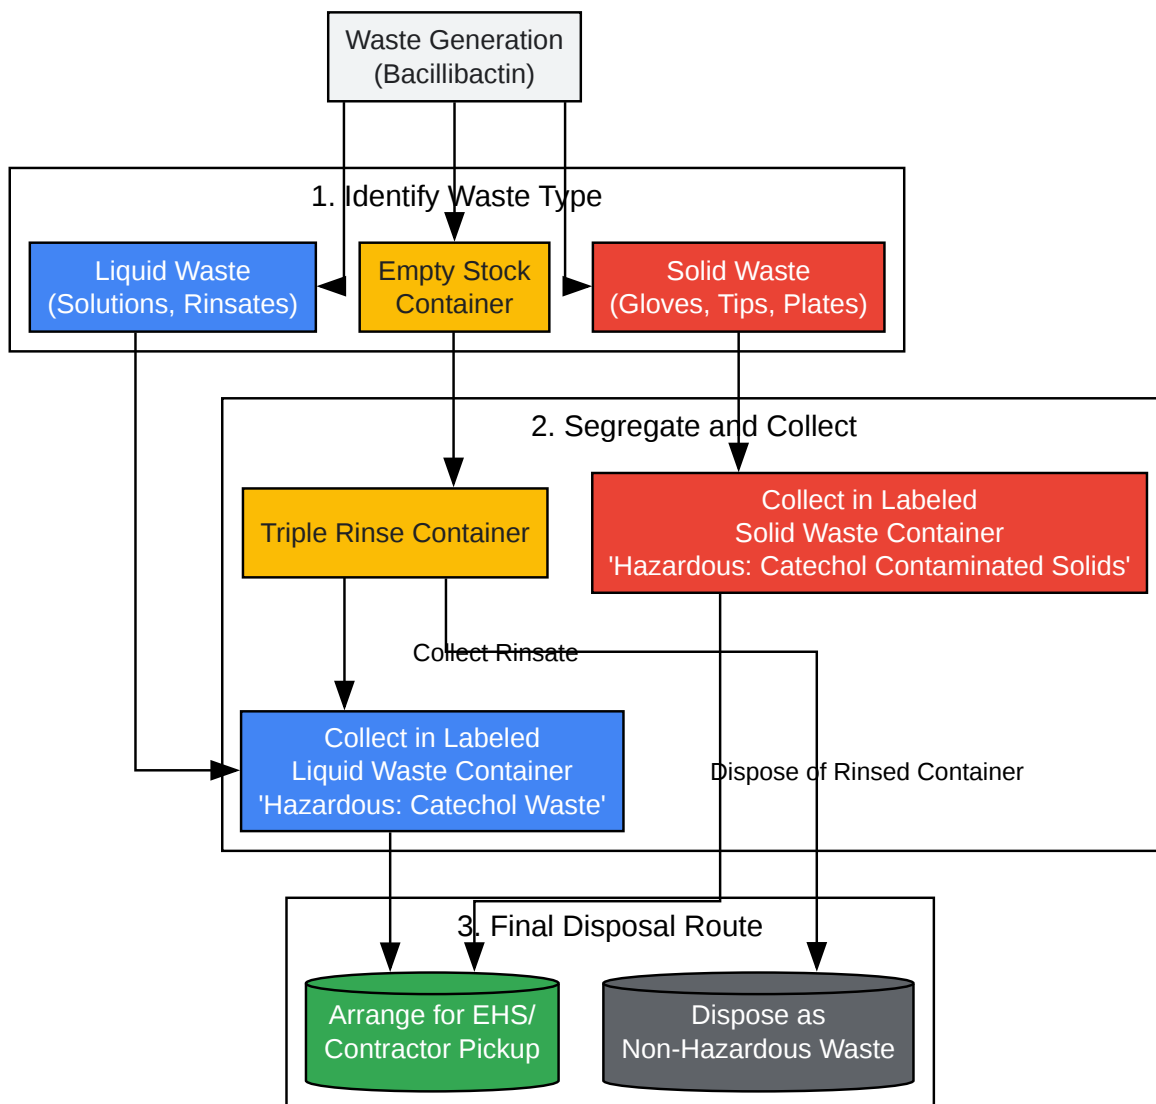 Waste Generation
(Bacillibactin)
1. Identify Waste Type
Liquid Waste
(Solutions, Rinsates)
Empty Stock
Container
Solid Waste
(Gloves, Tips, Plates)
2. Segregate and Collect
Triple Rinse Container
Collect in Labeled
Solid Waste Container
'Hazardous: Catechol Contaminated Solids'
Collect Rinsate
Collect in Labeled
Liquid Waste Container
'Hazardous: Catechol Waste'
Dispose of Rinsed Container
3. Final Disposal Route
Arrange for EHS/
Contractor Pickup
Dispose as
Non-Hazardous Waste